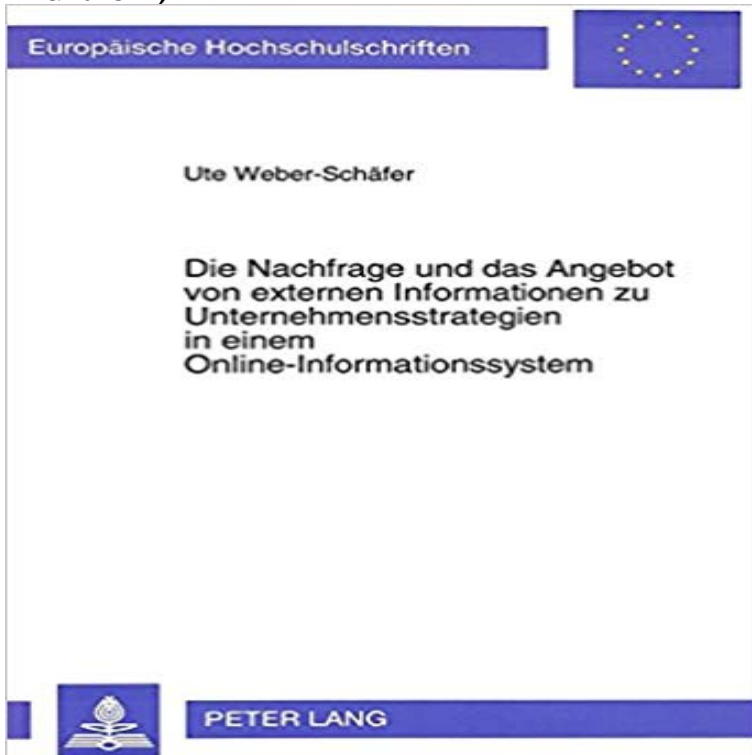 Europäische Hochschulschriften
Ute Weber-Schäfer
Die Nachfrage und das Angebot
von externen Informationen zu
Unternehmensstrategien
in einem
Online-Informationssystem
PETER LANG